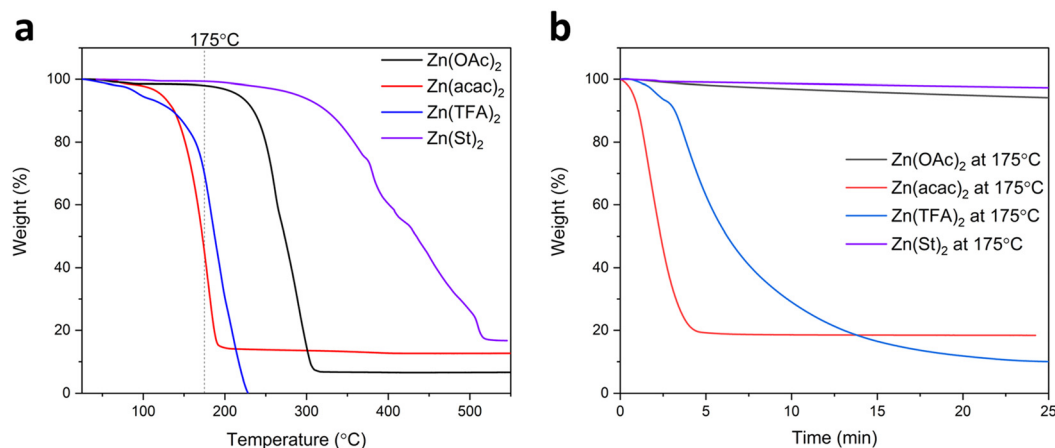 a
175°C
Zn(OAc)₂
Zn(acac)₂
Zn(TFA)₂
Zn(St)₂
100
80
60
40
20
0
Weight (%)
100 200 300 400 500
Temperature (°C)
b
Zn(OAc)₂ at 175°C
Zn(acac)₂ at 175°C
Zn(TFA)₂ at 175°C
Zn(St)₂ at 175°C
100
80
60
40
20
0
Weight (%)
0 5 10 15 20 25
Time (min)